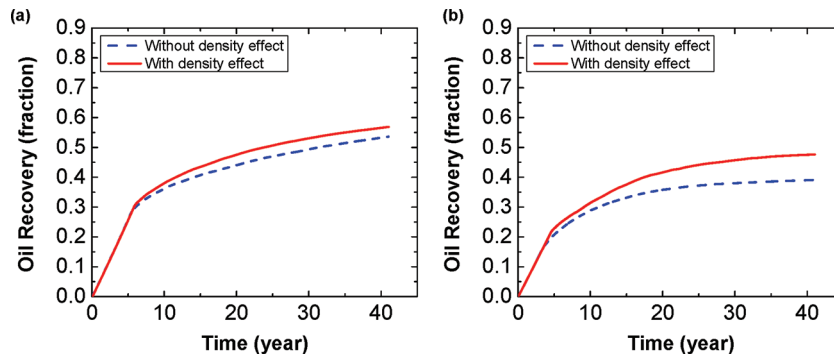 (a)
0.9
0.8
0.7
0.6
0.5
0.4
0.3
0.2
0.1
0.0
Oil Recovery (fraction)
Without density effect
With density effect
0 10 20 30 40
Time (year)
(b)
0.9
0.8
0.7
0.6
0.5
0.4
0.3
0.2
0.1
0.0
Oil Recovery (fraction)
Without density effect
With density effect
0 10 20 30 40
Time (year)